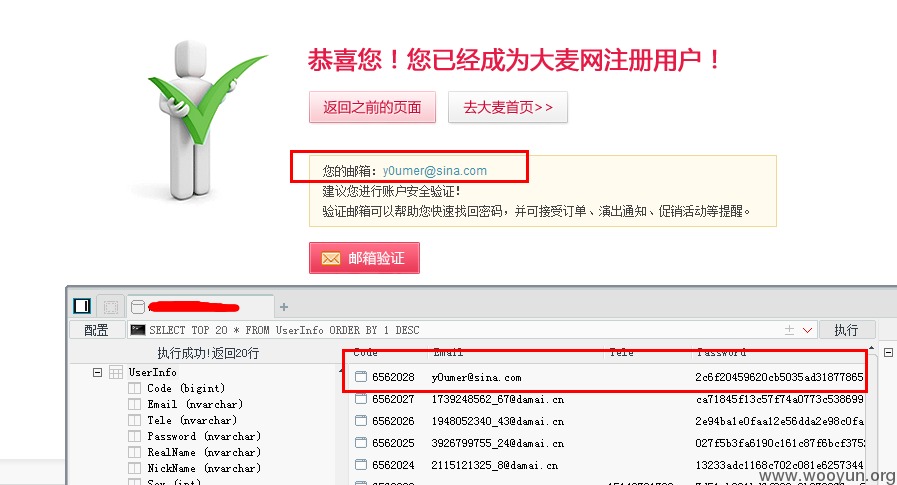 恭喜您！您已经成为大麦网注册用户！
返回之前的页面 去大麦首页>>
您的邮箱：y0umer@sina.com
建议您进行账户安全验证！
验证邮箱可以帮助您快速找回密码，并可接受订单、演出通知、促销活动等提醒。
邮箱验证
配置 SELECT TOP 20 * FROM UserInfo ORDER BY 1 DESC 执行
执行成功!返回20行
UserInfo
Code (bigint)
Email (nvarchar)
Tele (nvarchar)
Password (nvarchar)
RealName (nvarchar)
NickName (nvarchar)
Sex (int)
Code Email Tele Password
6562028 y0umer@sina.com 2c6f20459620cb5035ad31877865
6562027 1739248562_67@damai.cn ca71845f13c57f74a0773c538699
6562026 1948052340_43@damai.cn 2e94ba1e0faa12e56dda2e98c0fa
6562025 3926799755_24@damai.cn 027f5b3fa6190c161c87f6bcf375
6562024 2115121325_8@damai.cn 13233adc1168c702c081e6257344
www.wooyun.org